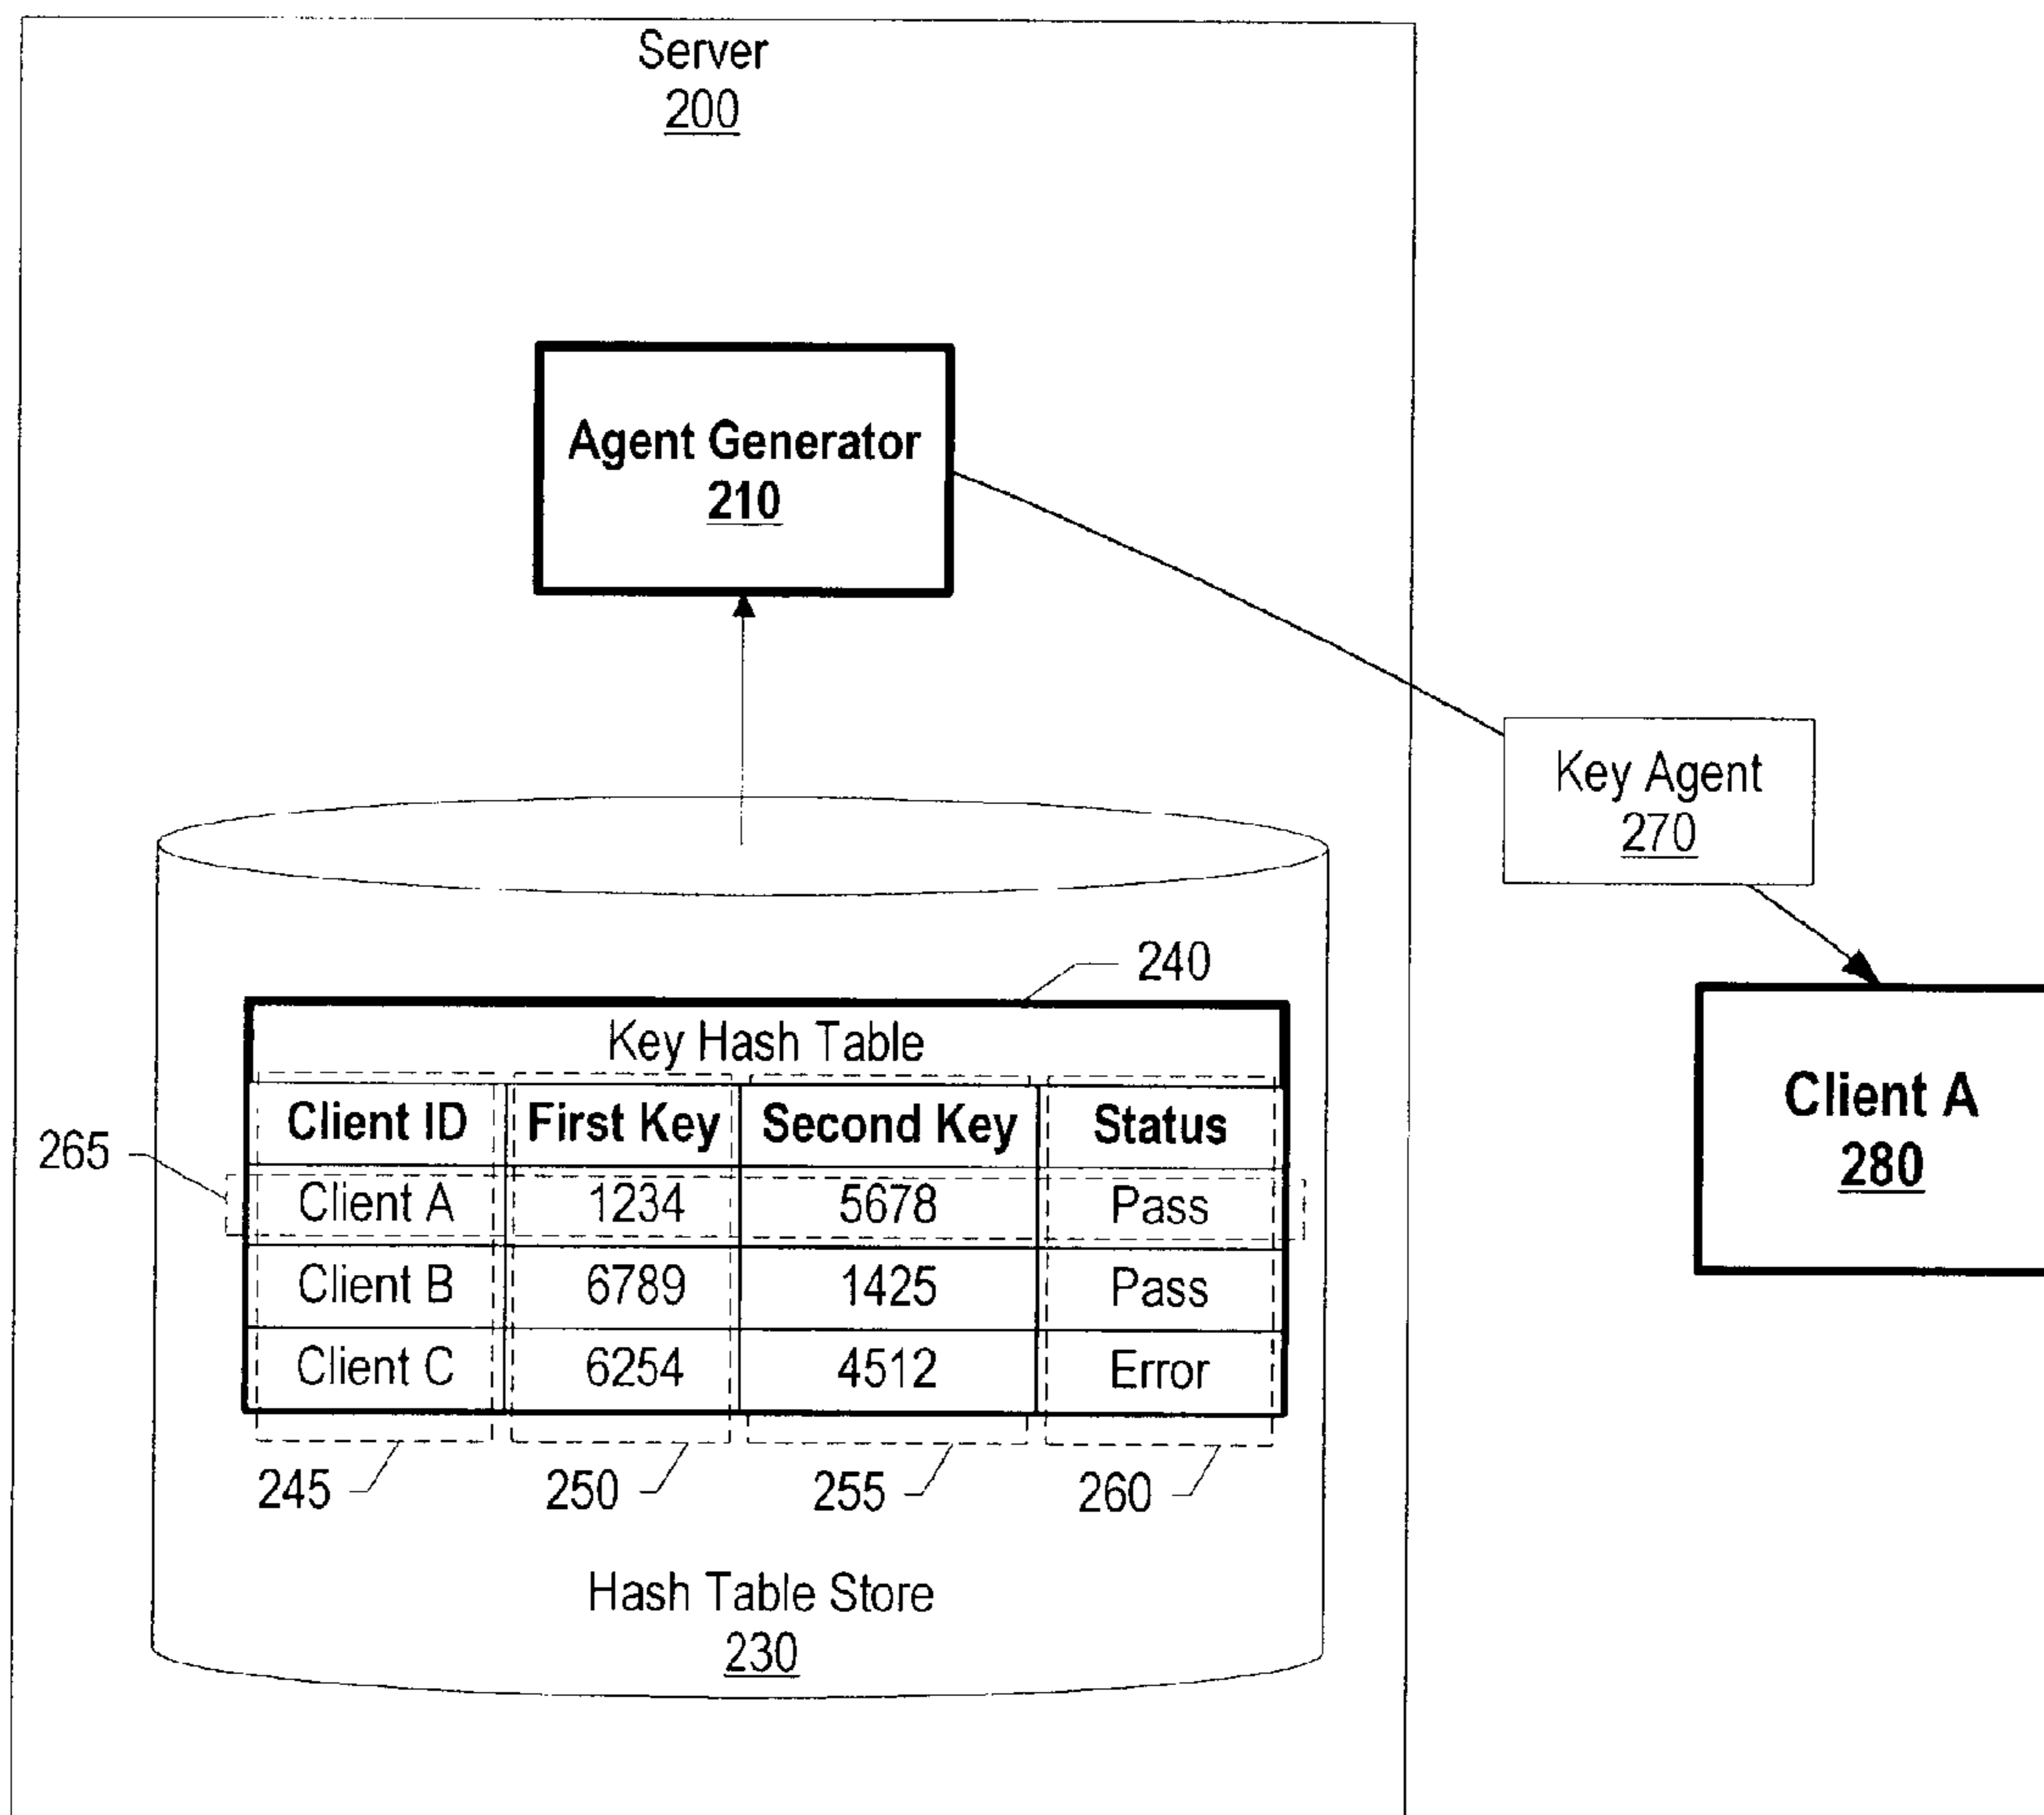 Server
200
Agent Generator
210
Key Agent
270
240
Key Hash Table
Client ID First Key Second Key Status
265
Client A 1234 5678 Pass
Client B 6789 1425 Pass
Client C 6254 4512 Error
245 250 255 260
Client A
280
Hash Table Store
230